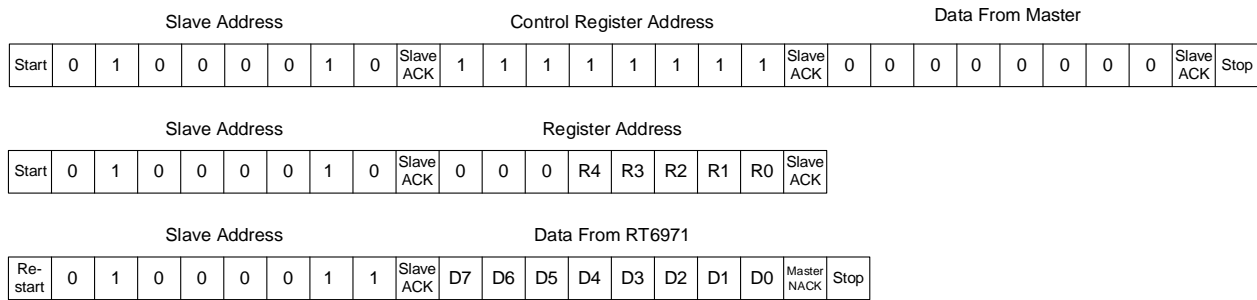 Slave Address Control Register Address Data From Master
Start 0 1 0 0 0 0 1 0 Slave ACK 1 1 1 1 1 1 1 1 Slave ACK 0 0 0 0 0 0 0 0 Slave ACK Stop
Slave Address Register Address
Start 0 1 0 0 0 0 1 0 Slave ACK 0 0 0 R4 R3 R2 R1 R0 Slave ACK
Slave Address Data From RT6971
Re-start 0 1 0 0 0 0 1 1 Slave ACK D7 D6 D5 D4 D3 D2 D1 D0 Master NACK Stop